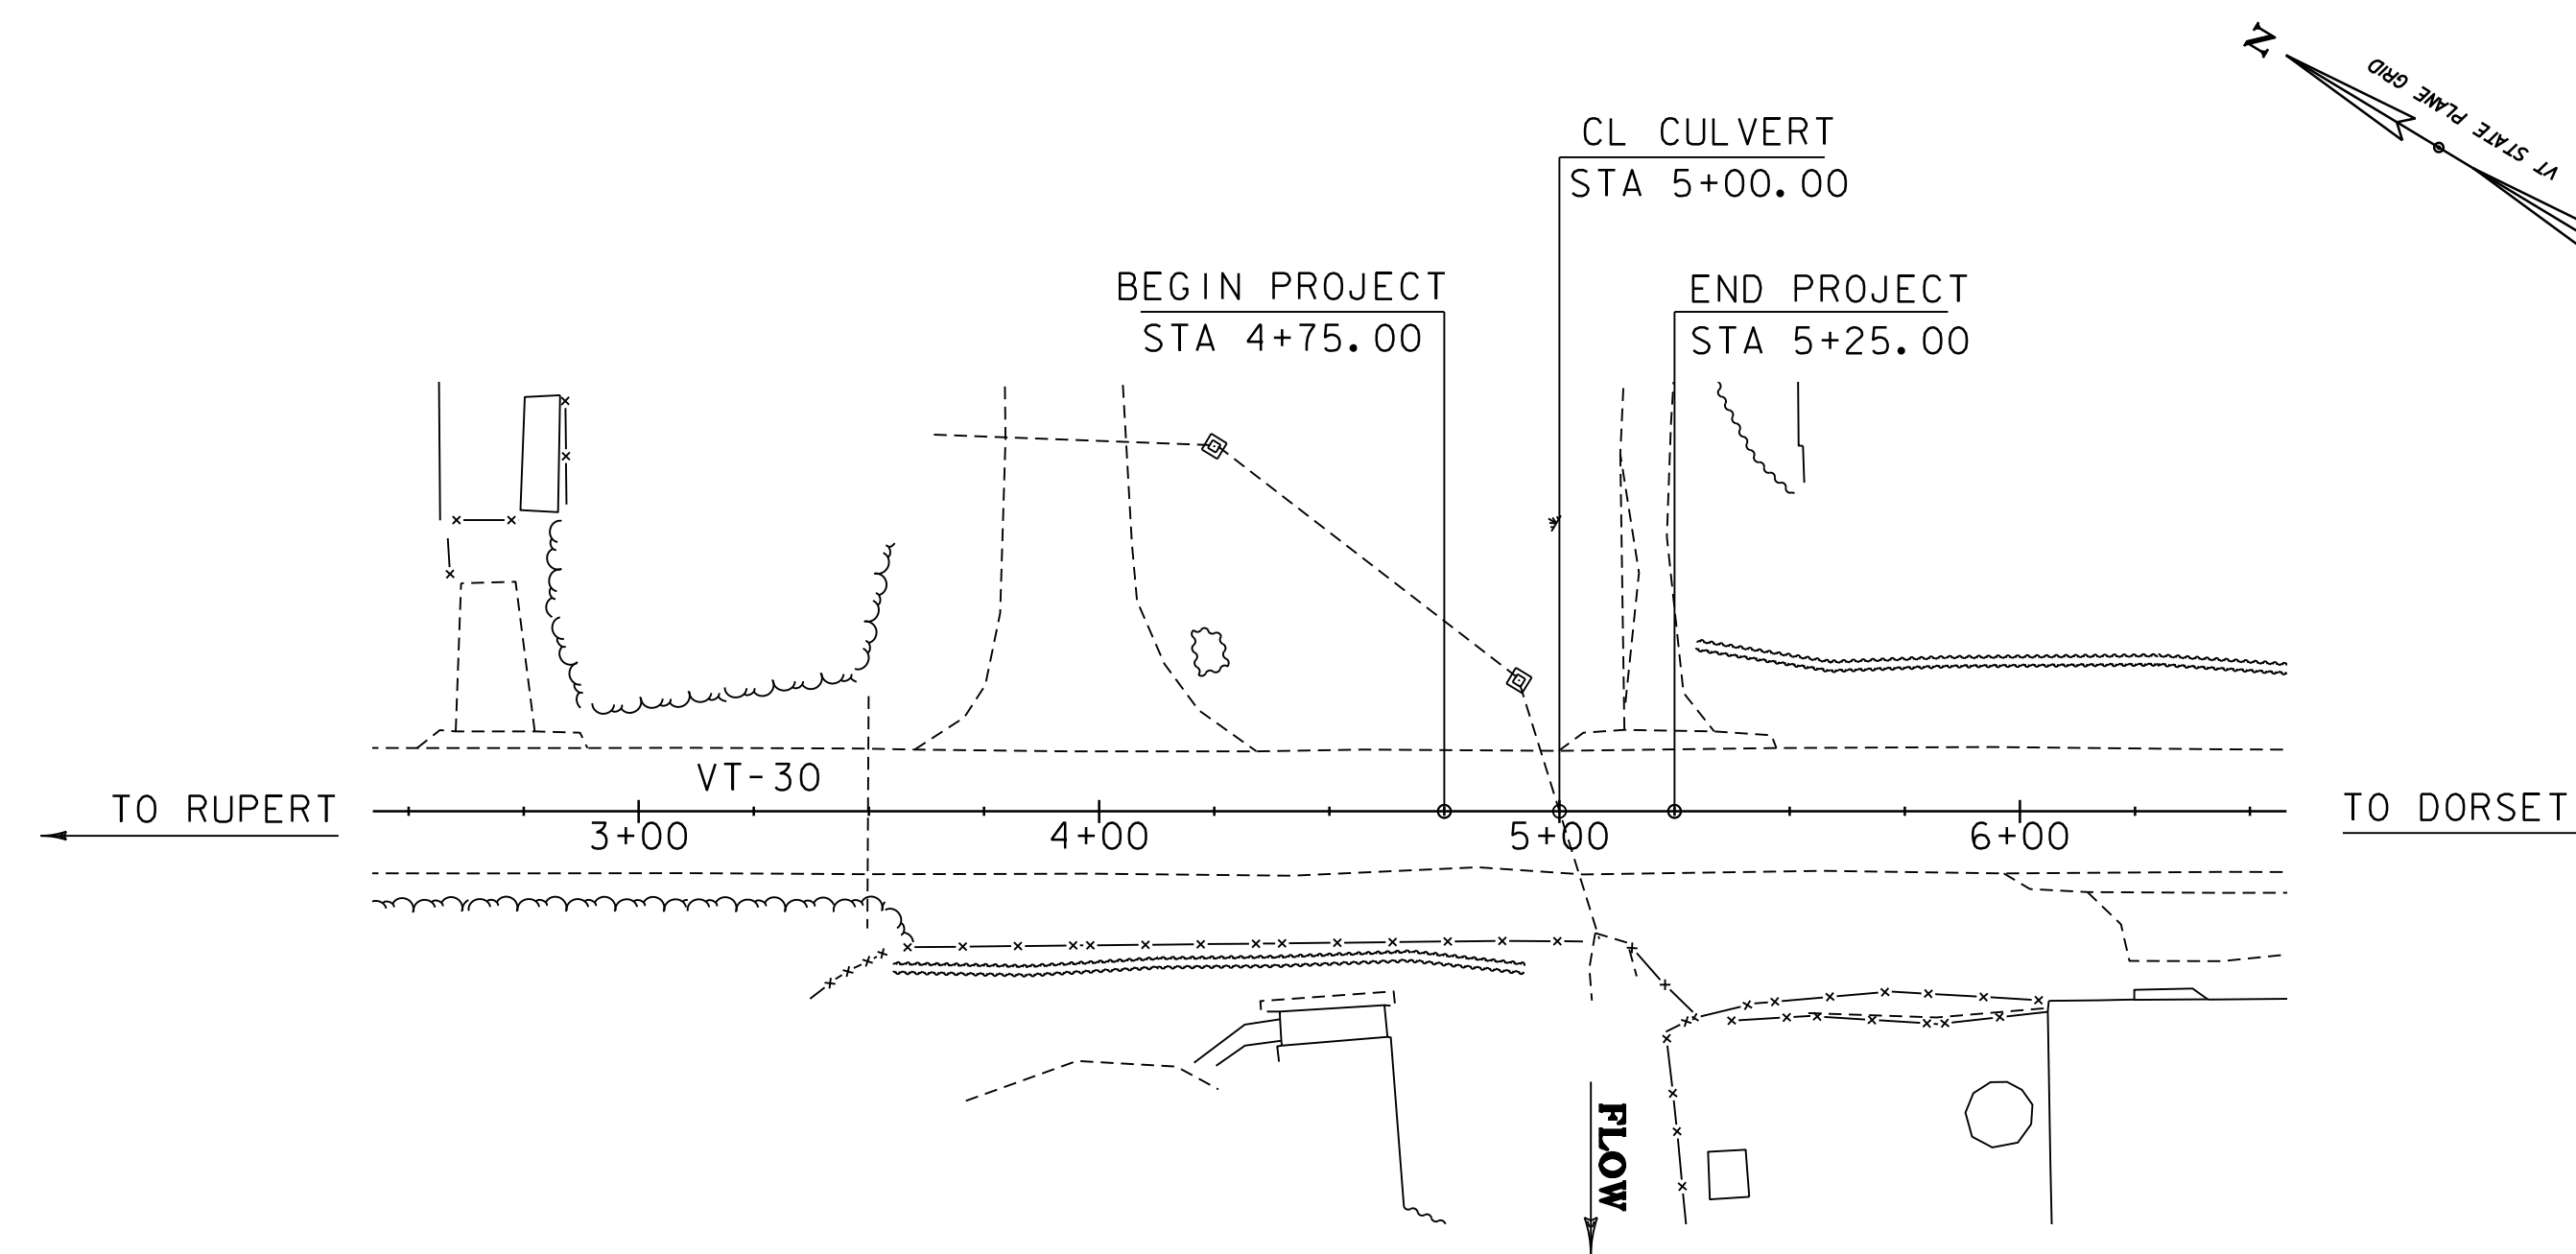 N
VT STATE PLANE GRID
CL CULVERT
STA 5+00.00
BEGIN PROJECT
STA 4+75.00
END PROJECT
STA 5+25.00
VT-30
TO RUPERT
TO DORSET
3+00
4+00
5+00
6+00
FLOW